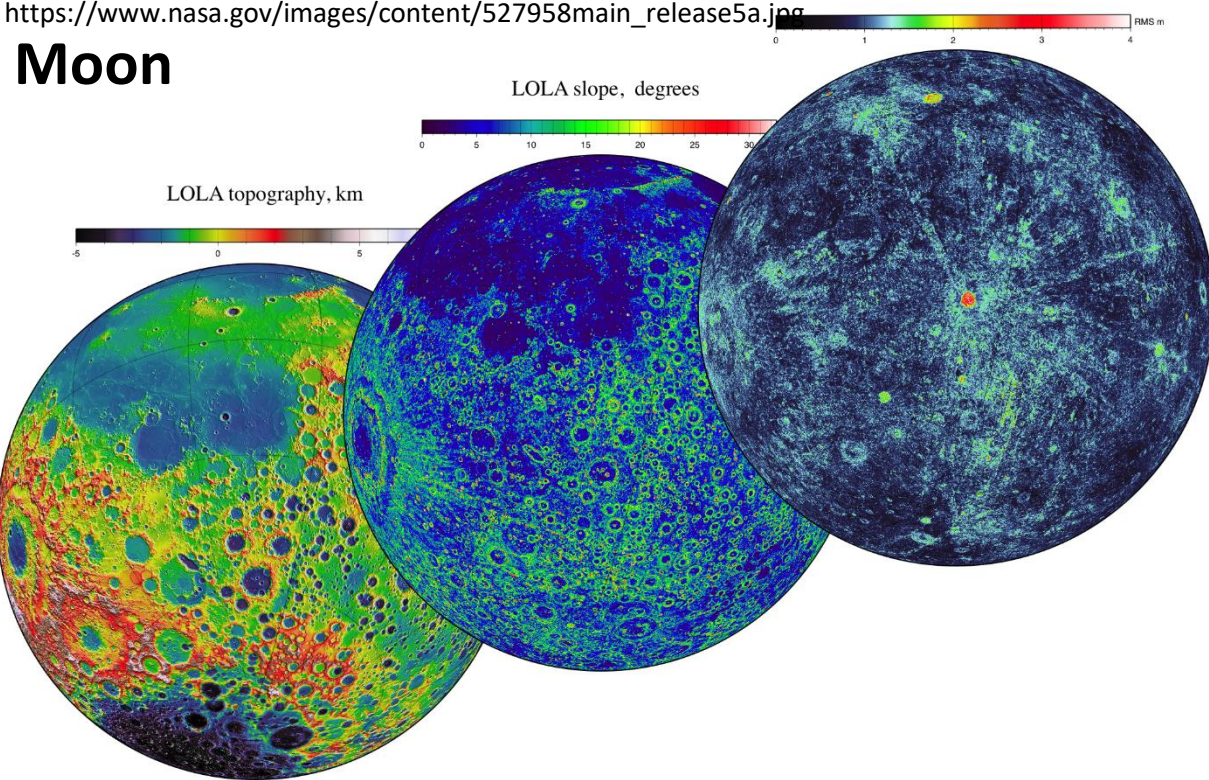 https://www.nasa.gov/images/content/527958main_release5a.jpg
Moon
RMS m
0 1 2 3 4
LOLA slope, degrees
0 5 10 15 20 25 30
LOLA topography, km
-5 0 5